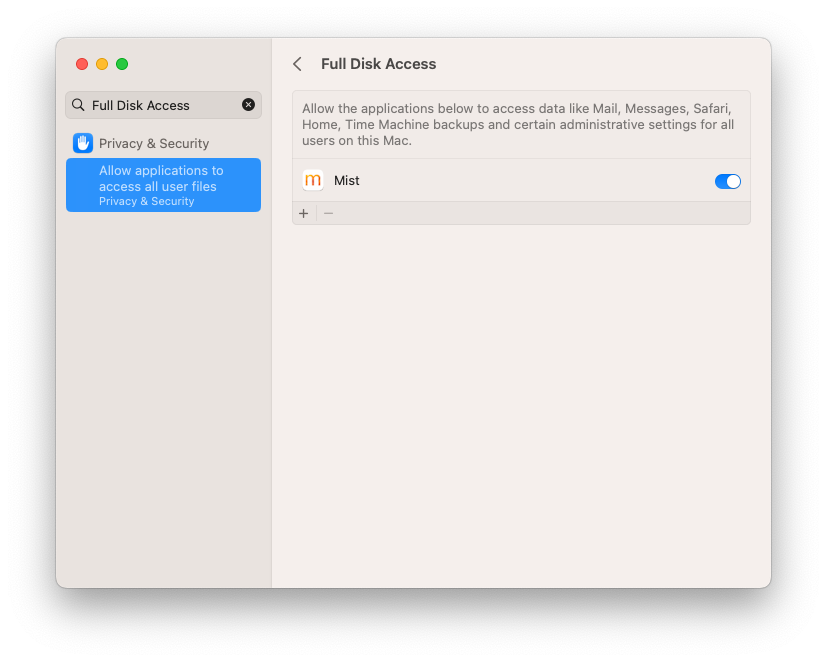 Full Disk Access
Full Disk Access
Privacy & Security
Allow applications to
access all user files
Privacy & Security
Allow the applications below to access data like Mail, Messages, Safari,
Home, Time Machine backups and certain administrative settings for all
users on this Mac.
m Mist
+ −